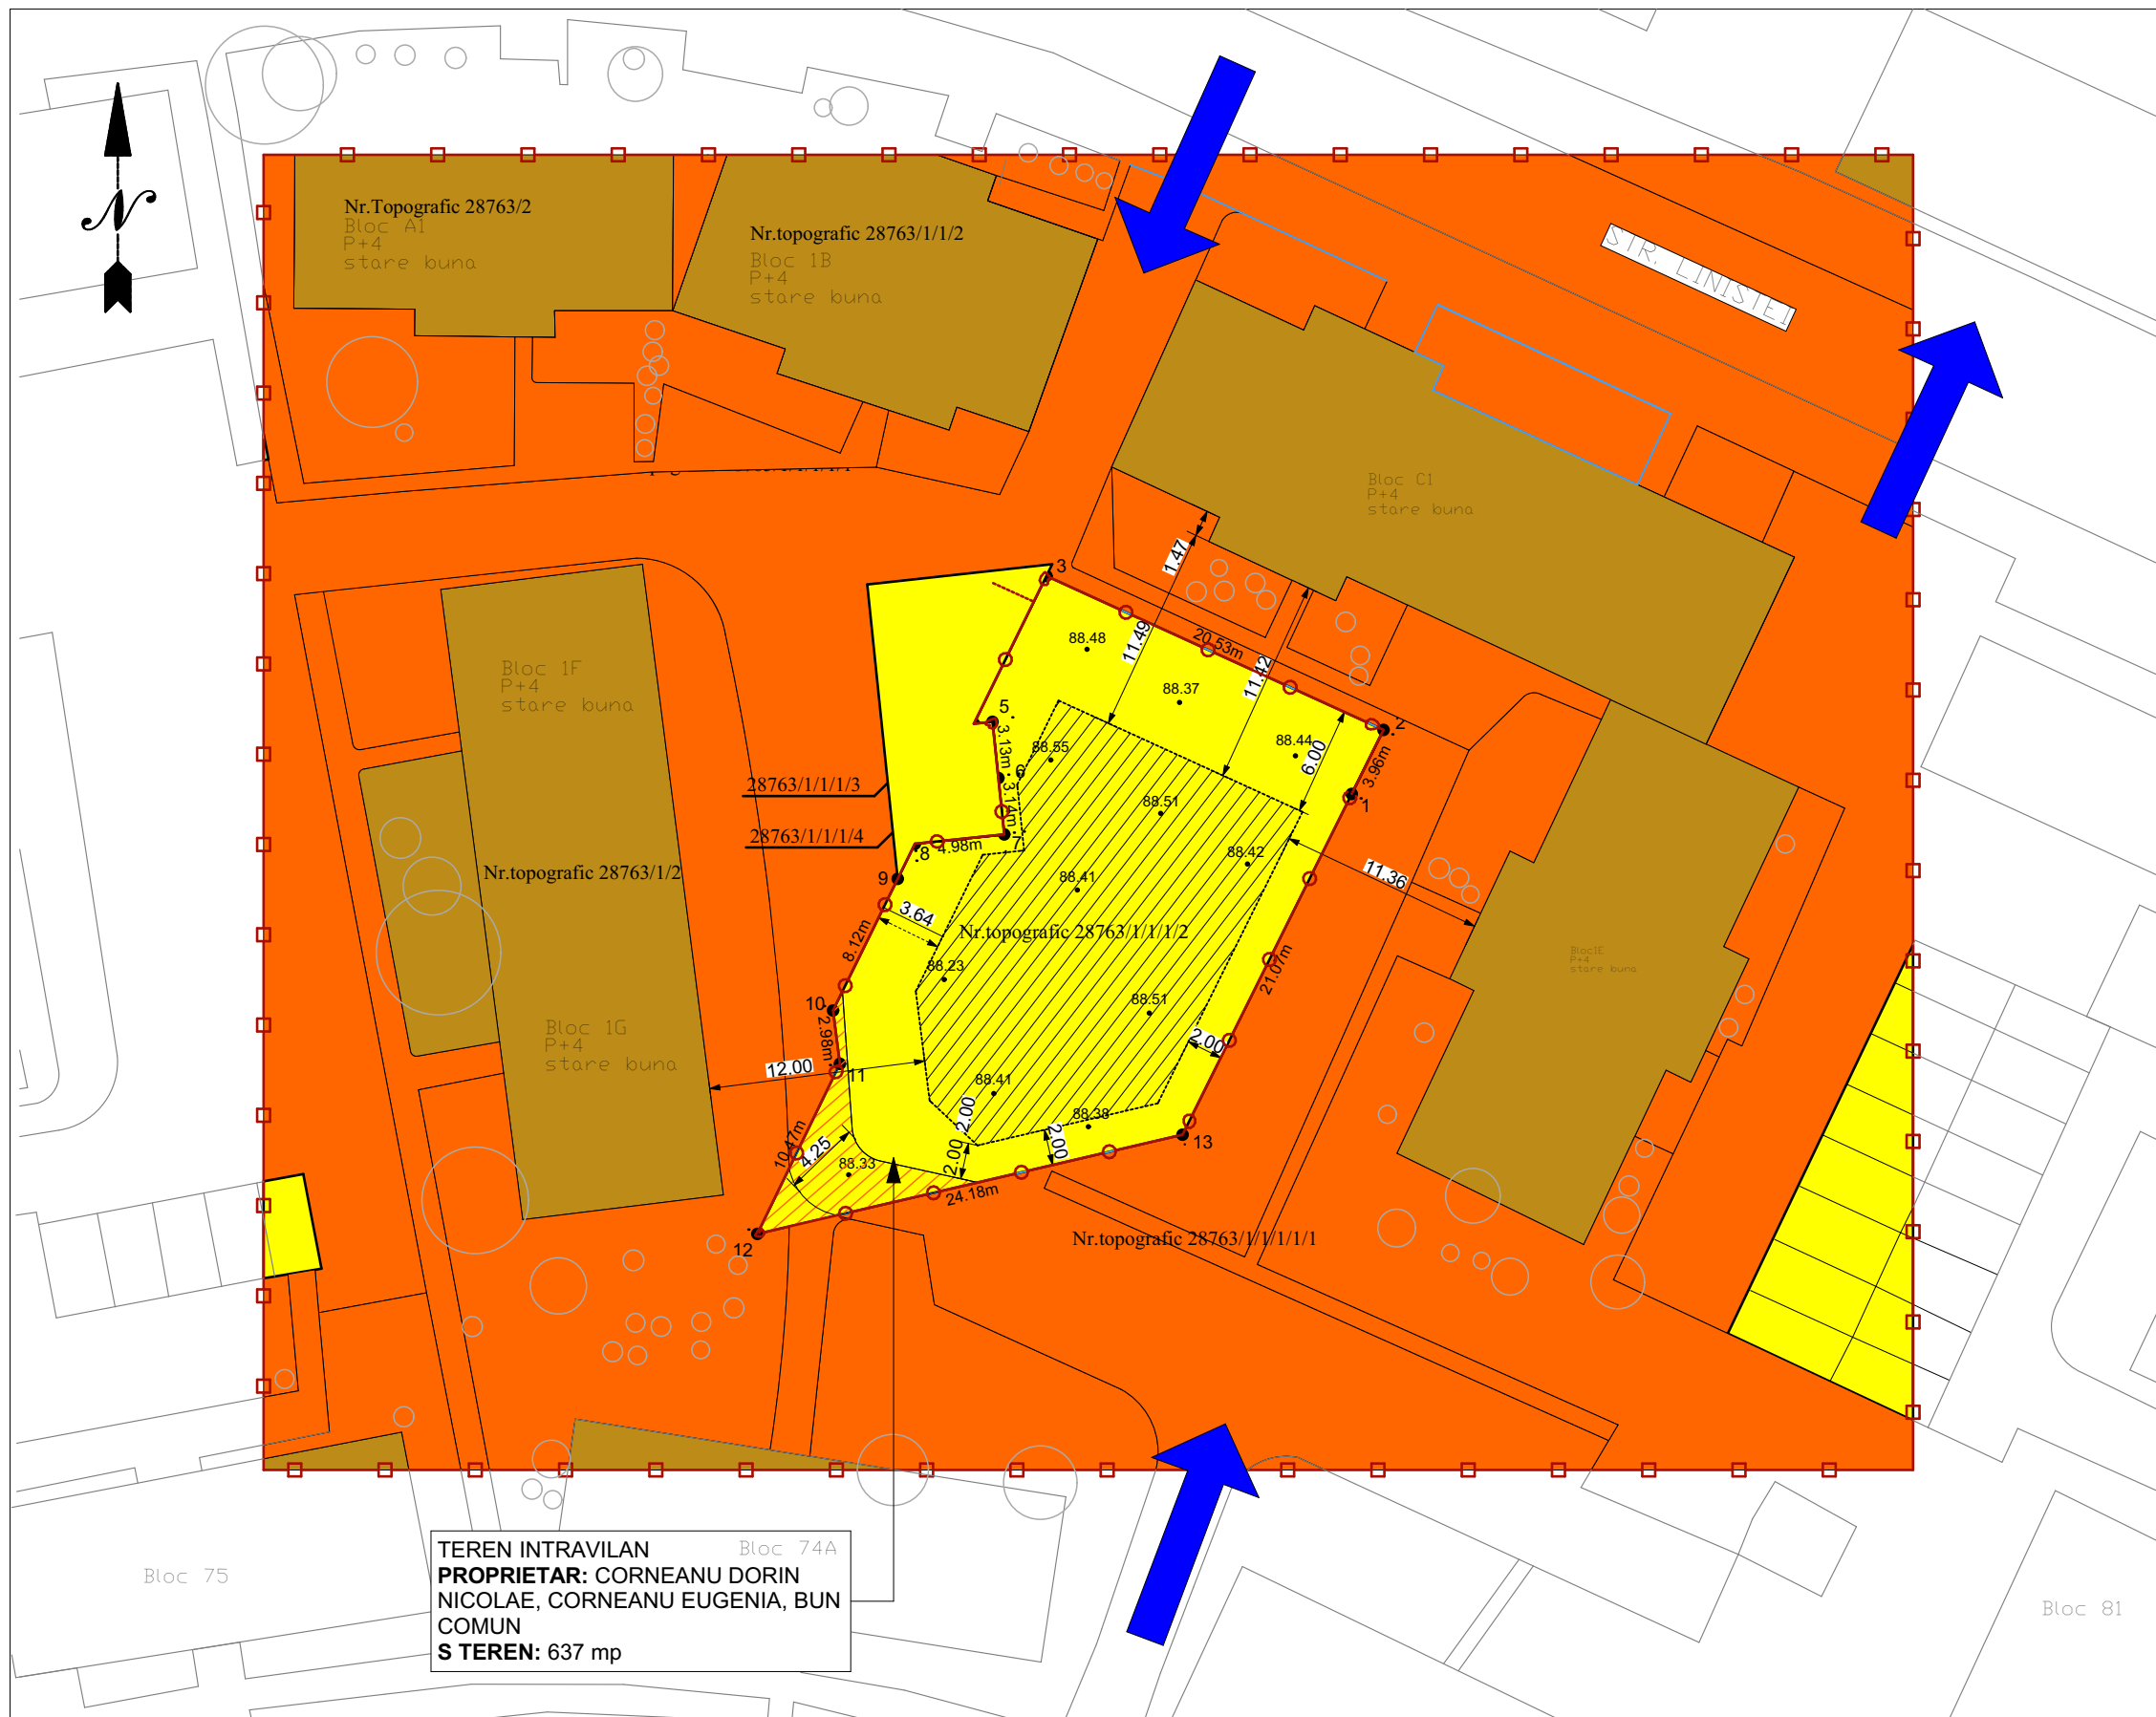 N
Nr.Topografic 28763/2
Bloc A1
P+4
stare buna
Nr.topografic 28763/1/1/2
Bloc 1B
P+4
stare buna
STR. LINISTEI
Bloc C1
P+4
stare buna
1.47
3
11.49
20.53m
11.42
88.48
88.37
88.44
6.00
2
3.96m
1
5
3.13m
88.55
6
3.14m
7
88.51
88.42
88.41
Bloc 1F
P+4
stare buna
28763/1/1/1/3
28763/1/1/1/4
8
4.98m
9
Nr.topografic 28763/1/2
3.64
8.12m
Nr.topografic 28763/1/1/1/2
11.36
88.23
21.07m
Bloc1E
P+4
stare buna
10
2.98m
88.51
2.00
Bloc 1G
P+4
stare buna
12.00
11
88.41
2.00
88.38
2.00
2.00
13
10.47m
4.25
88.33
24.18m
12
Nr.topografic 28763/1/1/1/1/1
TEREN INTRAVILAN
Bloc 74A
PROPRIETAR: CORNEANU DORIN
NICOLAE, CORNEANU EUGENIA, BUN
COMUN
S TEREN: 637 mp
Bloc 75
Bloc 81